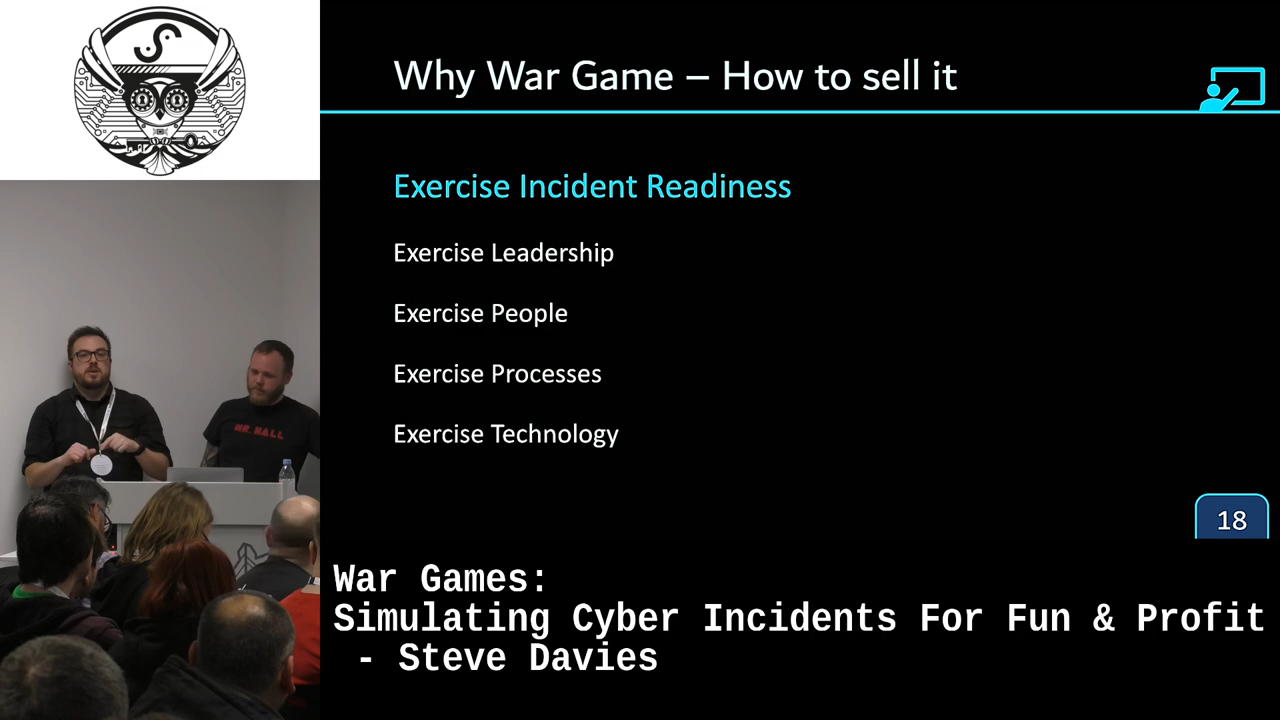 Why War Game – How to sell it
Exercise Incident Readiness
Exercise Leadership
Exercise People
Exercise Processes
Exercise Technology
18
MR. HALL
War Games:
Simulating Cyber Incidents For Fun & Profit
- Steve Davies